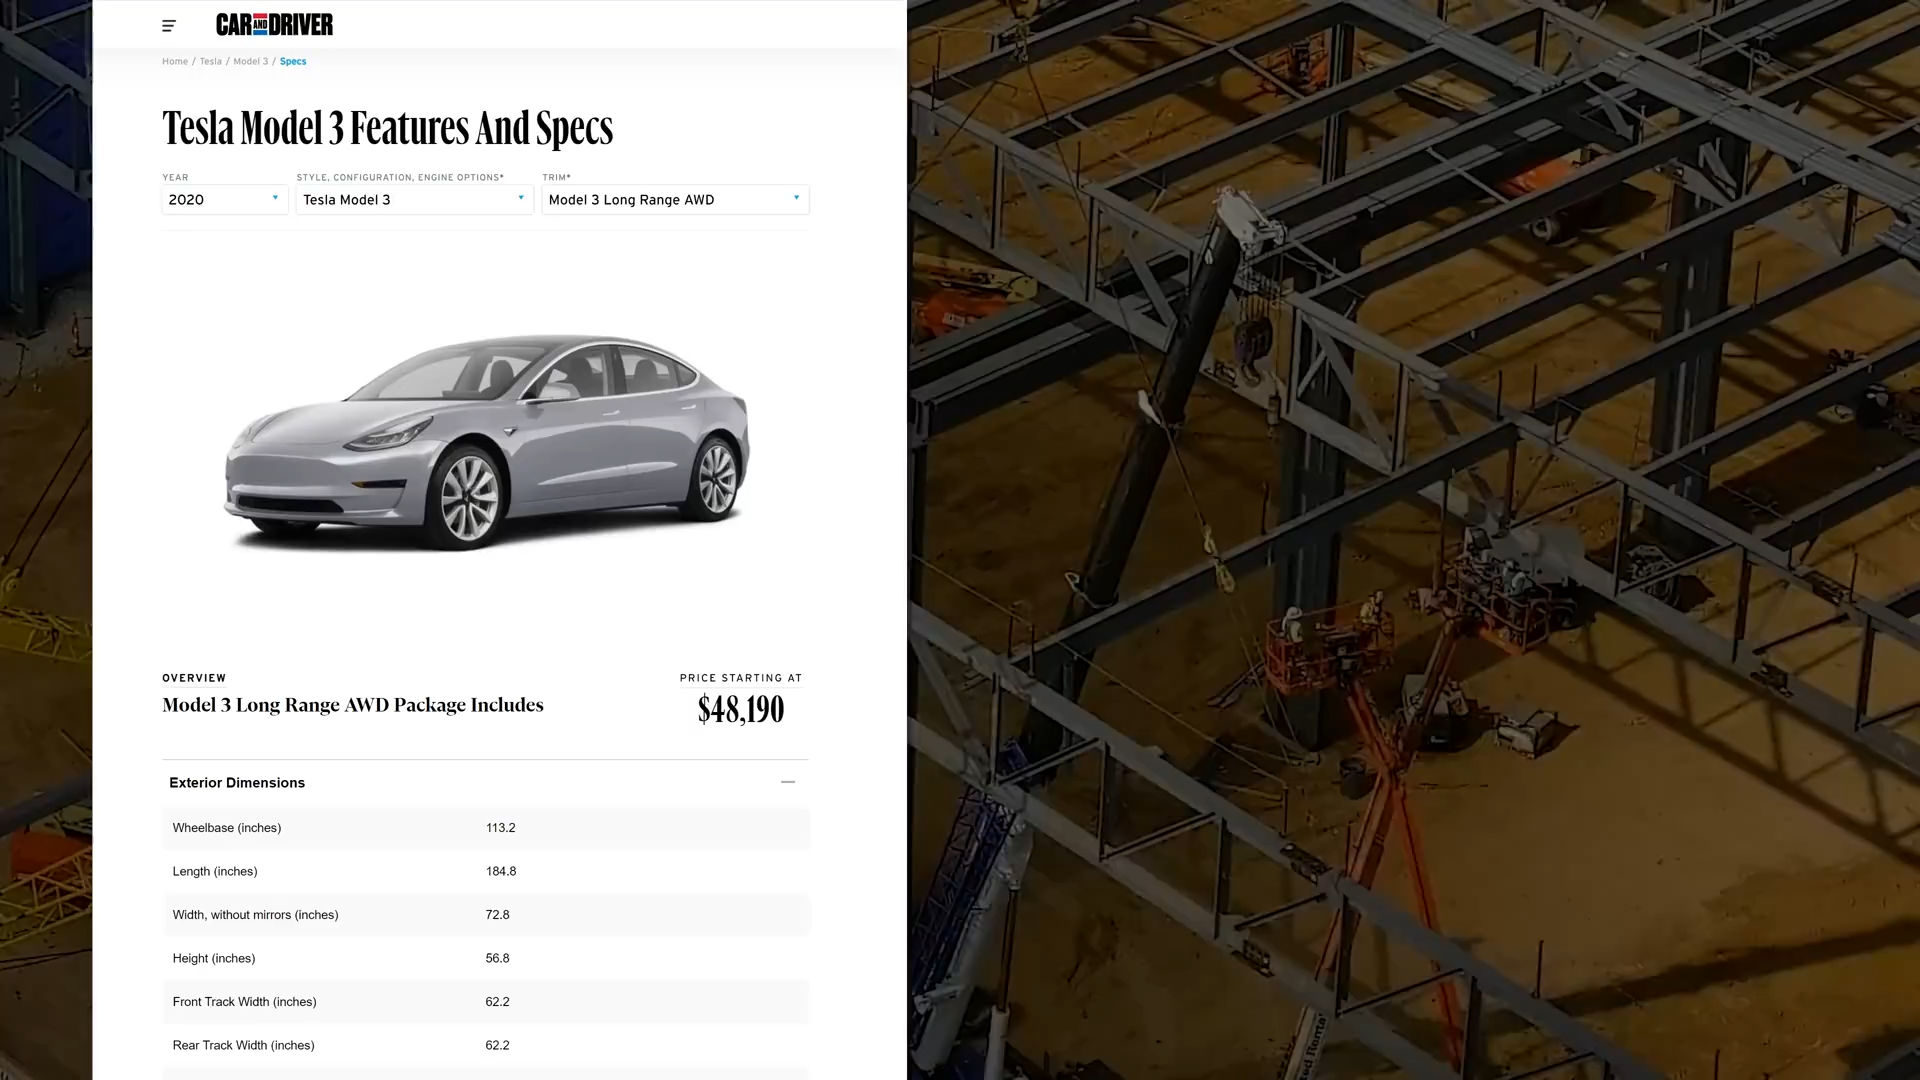 CAR AND DRIVER
Home / Tesla / Model 3 / Specs
Tesla Model 3 Features And Specs
YEAR
STYLE, CONFIGURATION, ENGINE OPTIONS*
TRIM*
2020
Tesla Model 3
Model 3 Long Range AWD
OVERVIEW
PRICE STARTING AT
Model 3 Long Range AWD Package Includes
$48,190
Exterior Dimensions
Wheelbase (inches) 113.2
Length (inches) 184.8
Width, without mirrors (inches) 72.8
Height (inches) 56.8
Front Track Width (inches) 62.2
Rear Track Width (inches) 62.2